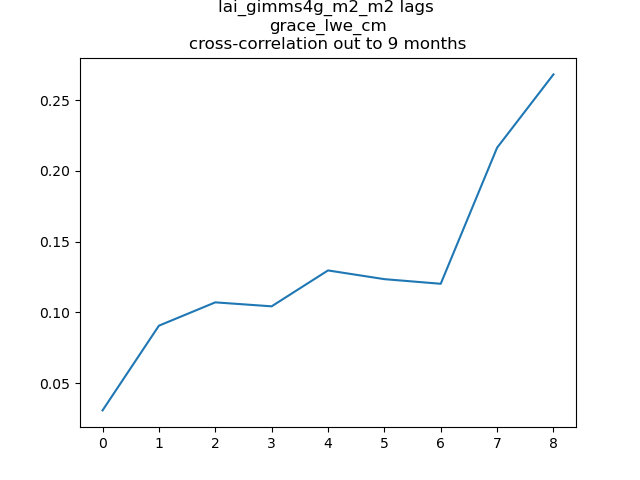 lai_gimms4g_m2_m2 lags
grace_lwe_cm
cross-correlation out to 9 months
0.25
0.20
0.15
0.10
0.05
0 1 2 3 4 5 6 7 8